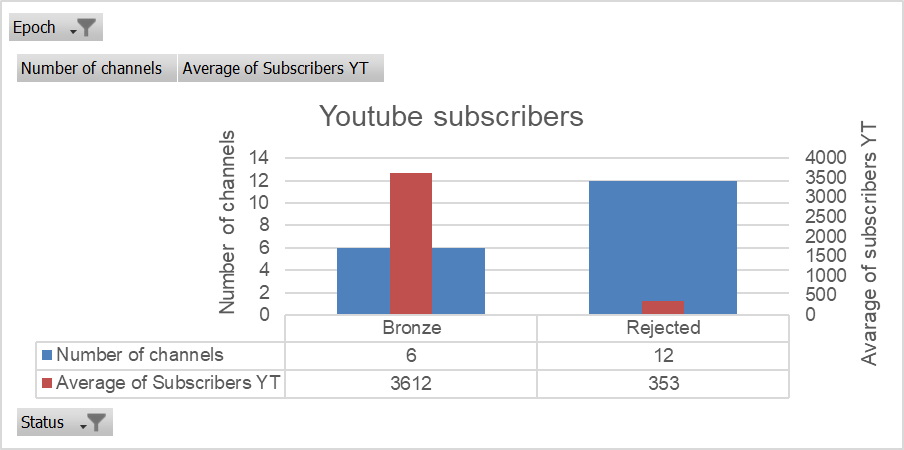 Epoch
Number of channels Average of Subscribers YT
Youtube subscribers
Number of channels
14
12
10
8
6
4
2
0
4000
3500
3000
2500
2000
1500
1000
500
0
Avarage of subscribers YT
Bronze Rejected
Number of channels 6 12
Average of Subscribers YT 3612 353
Status